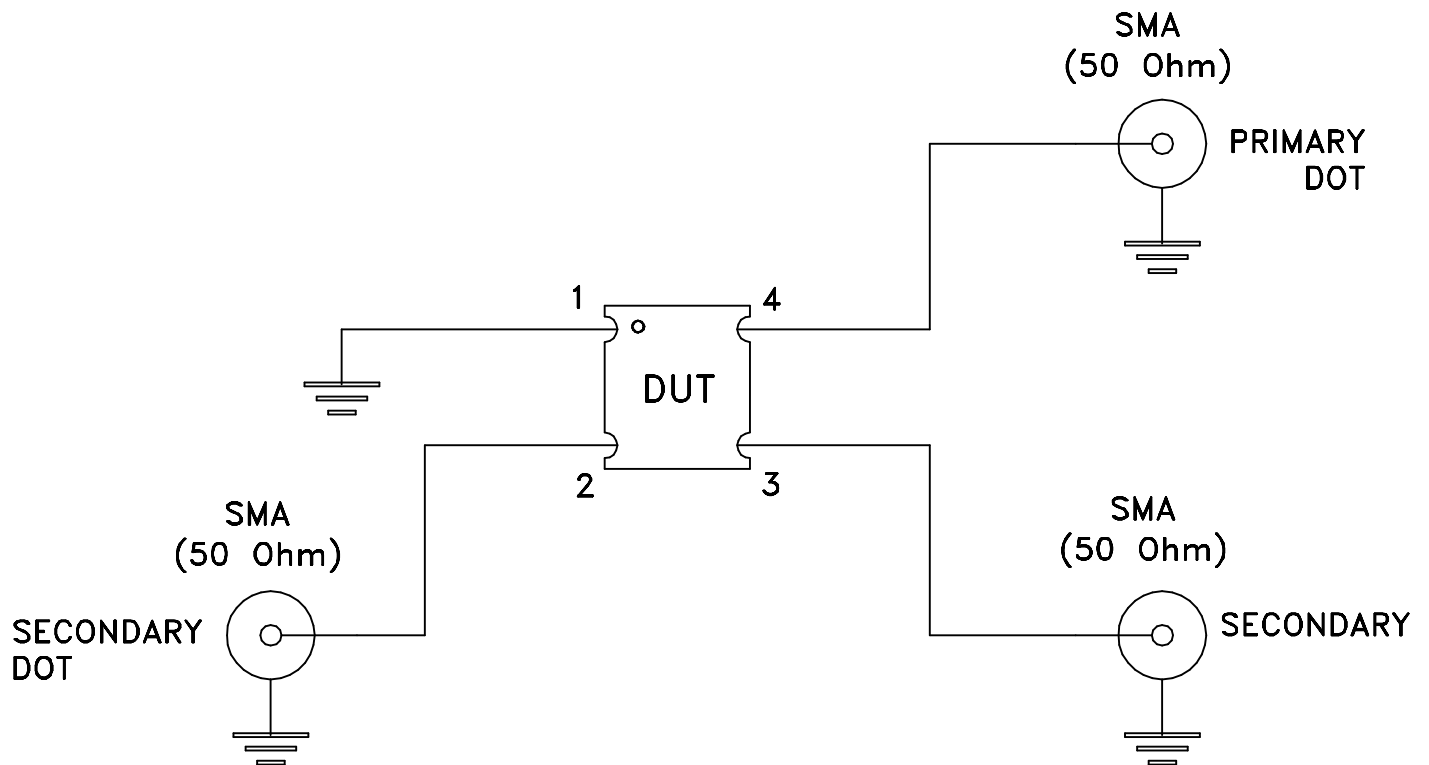 SMA
(50 Ohm)
PRIMARY
DOT
1
4
DUT
2
3
SMA
(50 Ohm)
SECONDARY
DOT
SMA
(50 Ohm)
SECONDARY